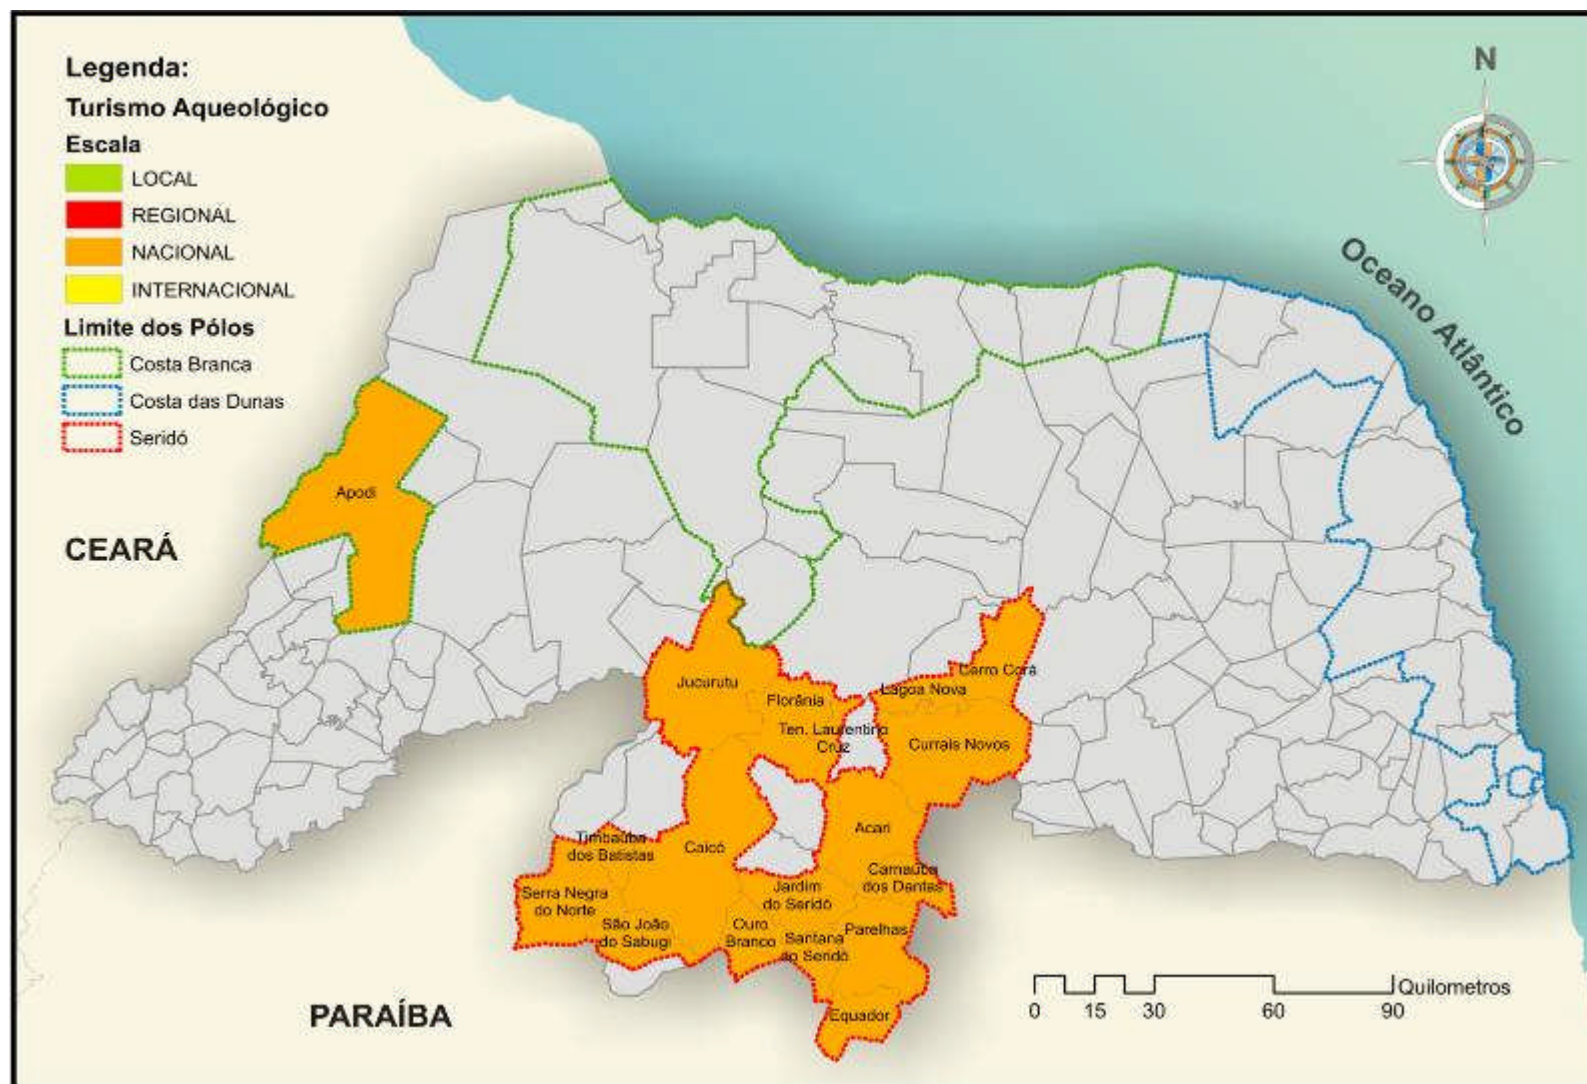 Legenda:
Turismo Aqueológico
Escala
LOCAL
REGIONAL
NACIONAL
INTERNACIONAL
Limite dos Pólos
Costa Branca
Costa das Dunas
Seridó
N
Oceano Atlântico
Apodi
CEARÁ
Jucurutu
Florânia
Ten. Laurentino
Cruz
Cerro Corá
Lagoa Nova
Currais Novos
Acari
Timbaúba
dos Batistas
Caicó
Carnaúba
dos Dantas
Serra Negra
do Norte
Jardim
do Seridó
São João
do Sabugi
Ouro
Branco
Santana
do Seridó
Parelhas
Equador
PARAÍBA
Quilometros
0 15 30 60 90